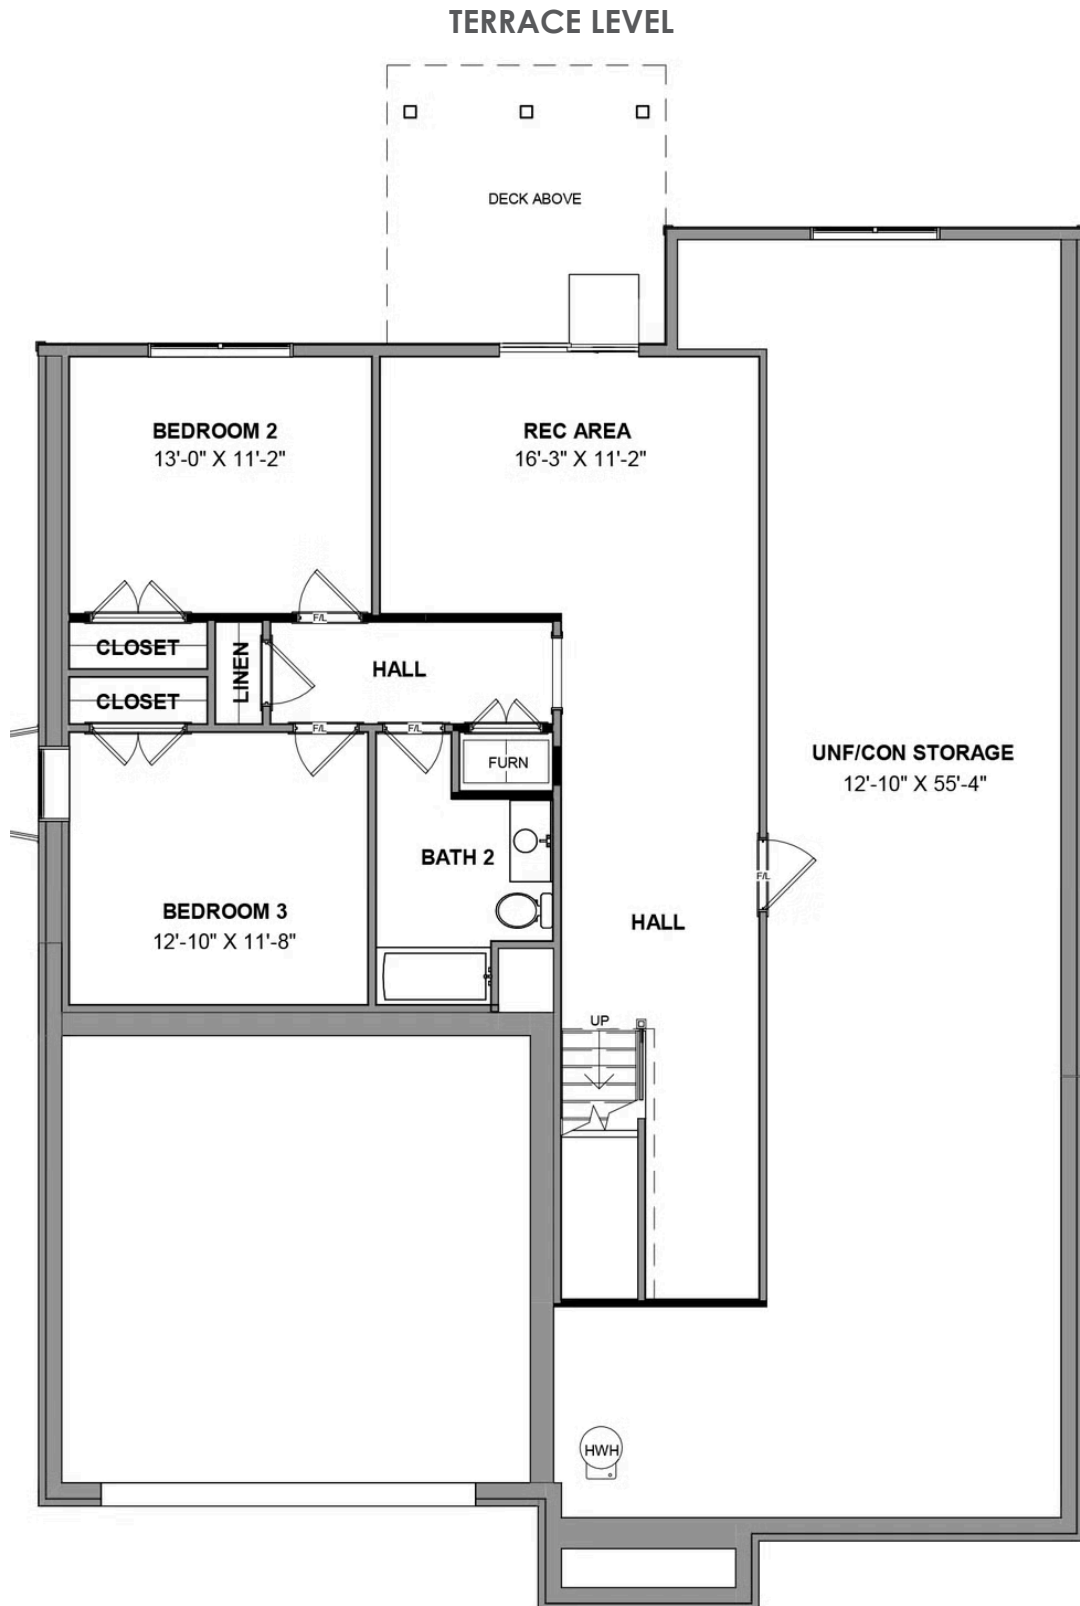 TERRACE LEVEL
DECK ABOVE
BEDROOM 2
13'-0" X 11'-2"
REC AREA
16'-3" X 11'-2"
F/L
CLOSET
LINEN
HALL
CLOSET
F/L
F/L
FURN
UNF/CON STORAGE
12'-10" X 55'-4"
BATH 2
F/L
BEDROOM 3
12'-10" X 11'-8"
HALL
UP
HWH